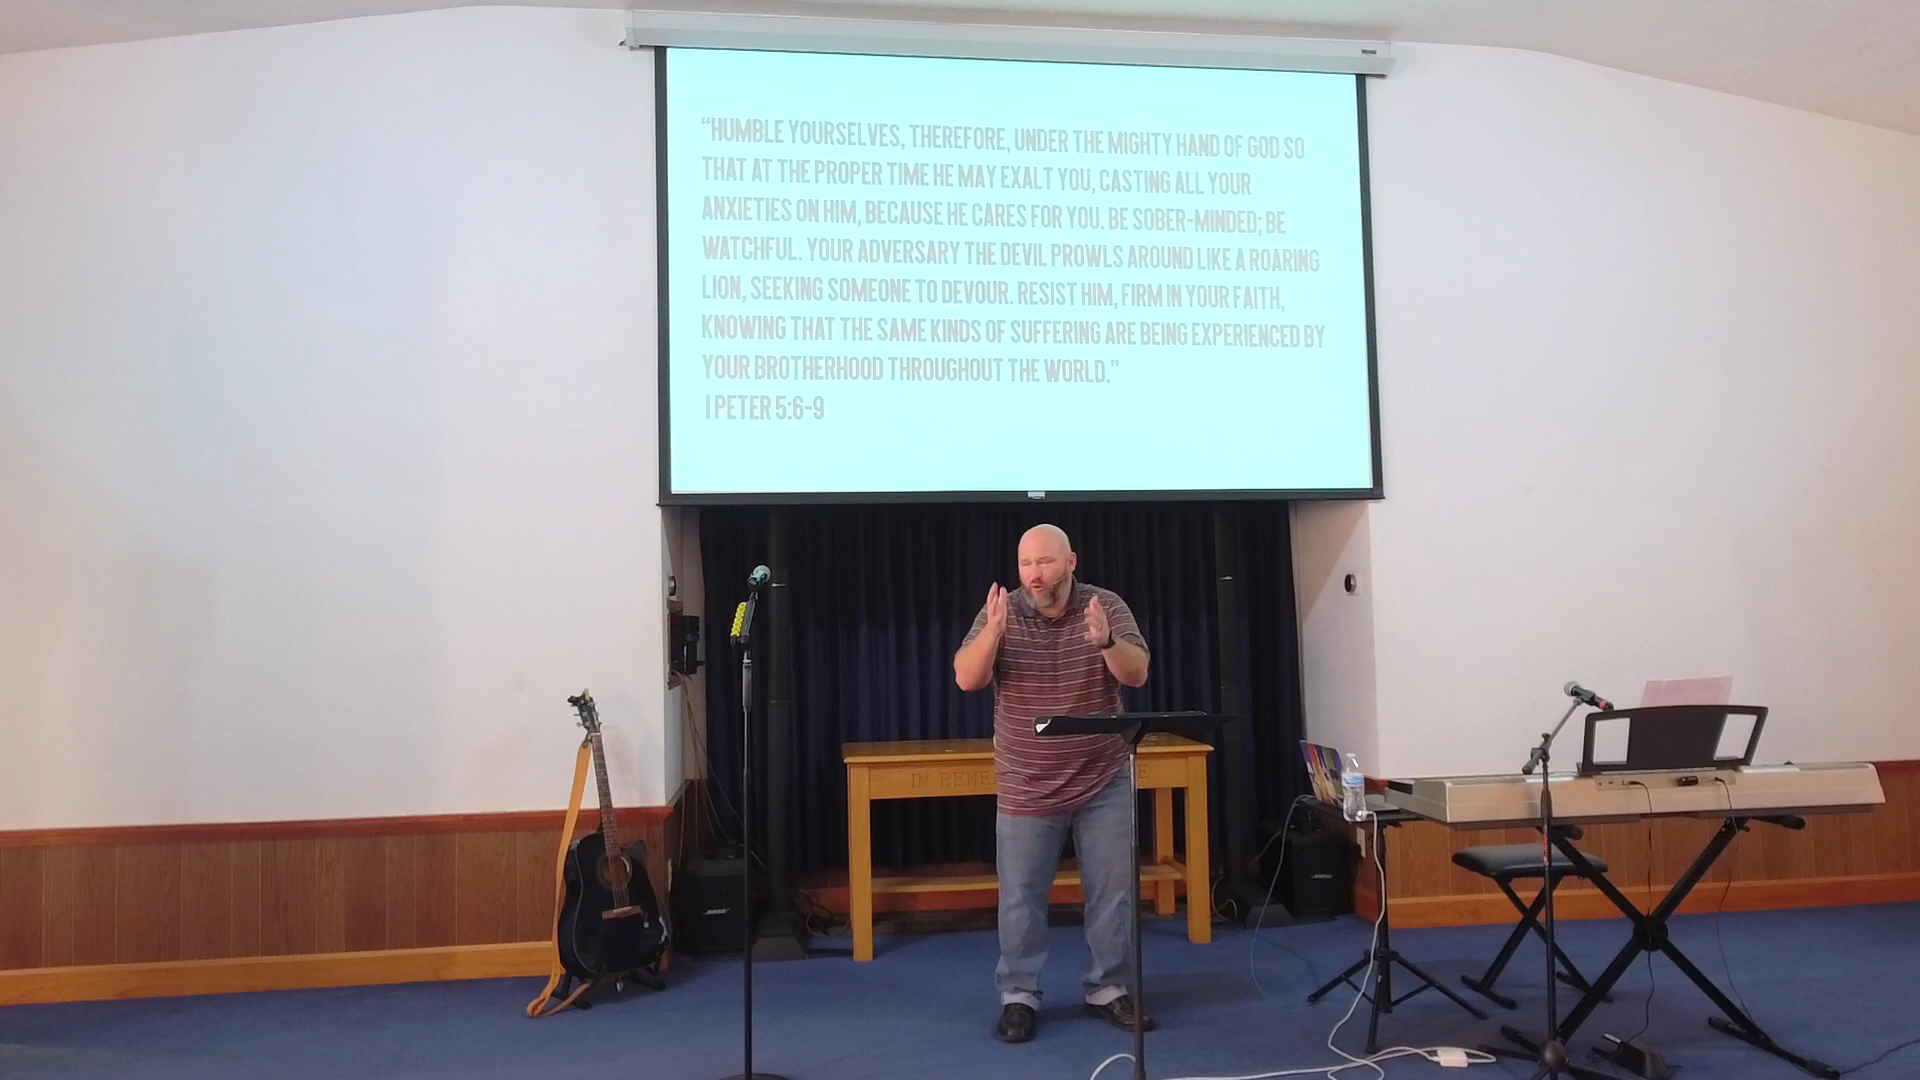 “HUMBLE YOURSELVES, THEREFORE, UNDER THE MIGHTY HAND OF GOD SO
THAT AT THE PROPER TIME HE MAY EXALT YOU, CASTING ALL YOUR
ANXIETIES ON HIM, BECAUSE HE CARES FOR YOU. BE SOBER-MINDED; BE
WATCHFUL. YOUR ADVERSARY THE DEVIL PROWLS AROUND LIKE A ROARING
LION, SEEKING SOMEONE TO DEVOUR. RESIST HIM, FIRM IN YOUR FAITH,
KNOWING THAT THE SAME KINDS OF SUFFERING ARE BEING EXPERIENCED BY
YOUR BROTHERHOOD THROUGHOUT THE WORLD.”
1 PETER 5:6-9
IN REME E
BOSE
BOSE